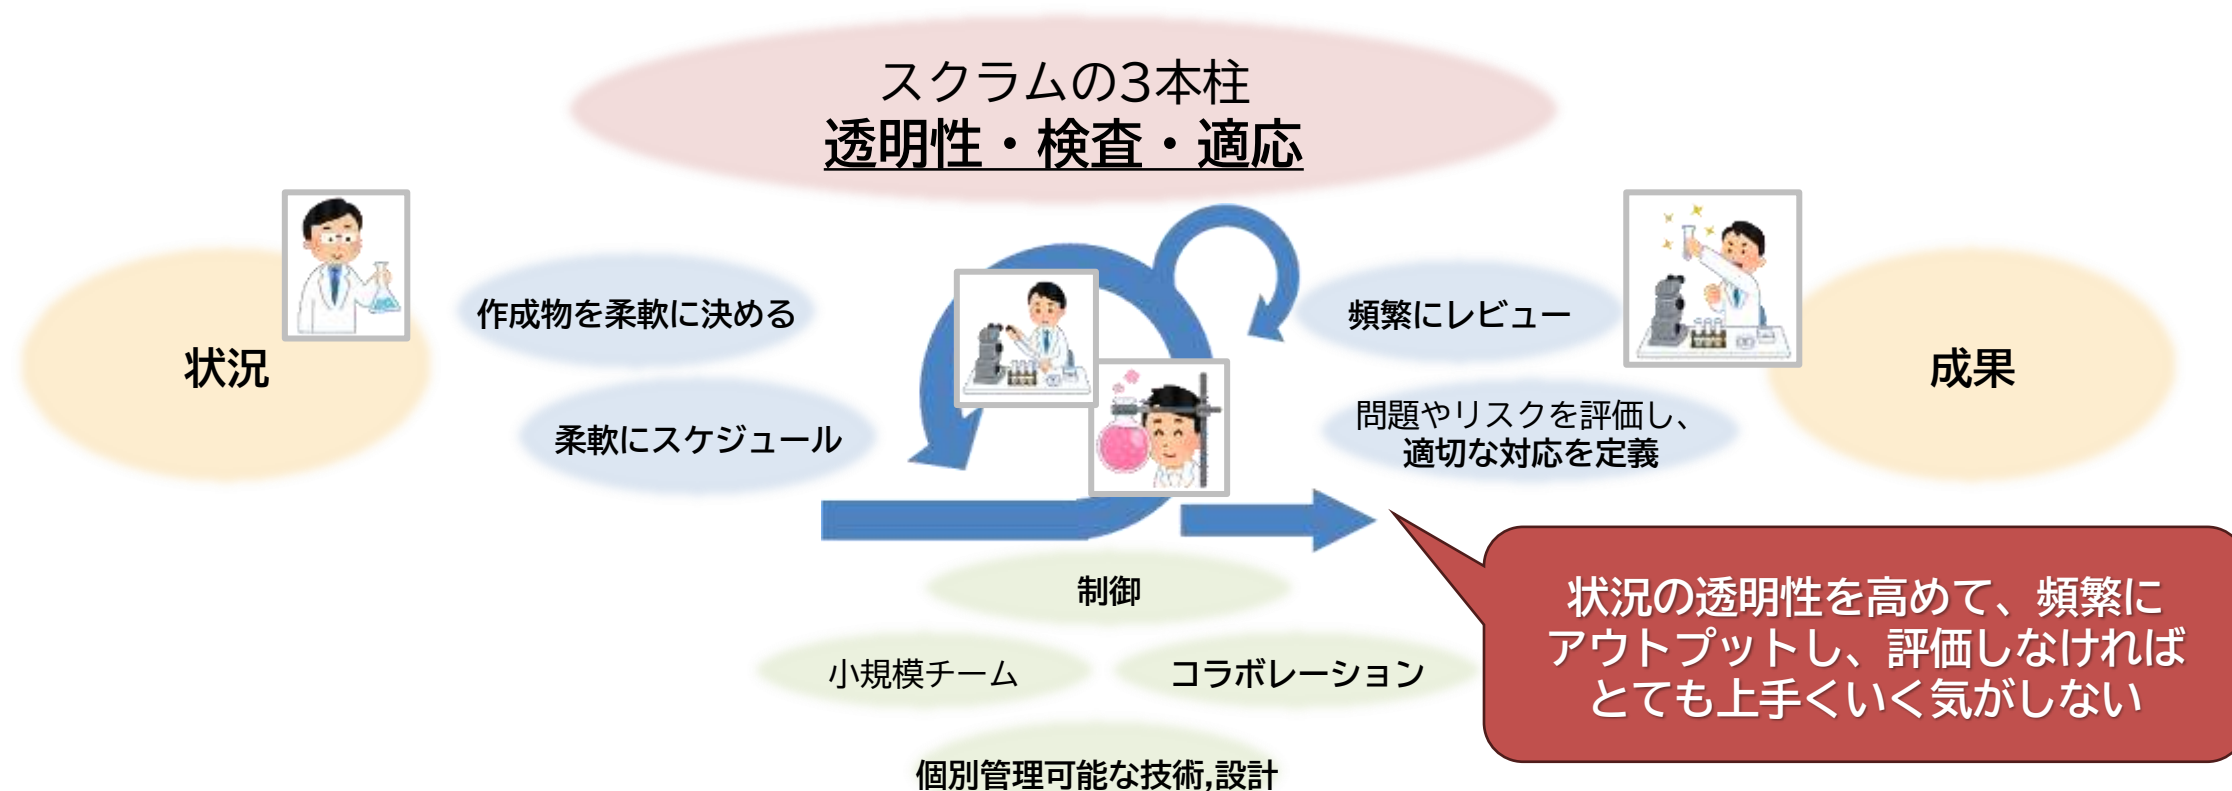 スクラムの3本柱
透明性・検査・適応
状況
作成物を柔軟に決める
柔軟にスケジュール
頻繁にレビュー
問題やリスクを評価し、
適切な対応を定義
成果
制御
小規模チーム
コラボレーション
個別管理可能な技術,設計
状況の透明性を高めて、頻繁に
アウトプットし、評価しなければ
とても上手くいく気がしない